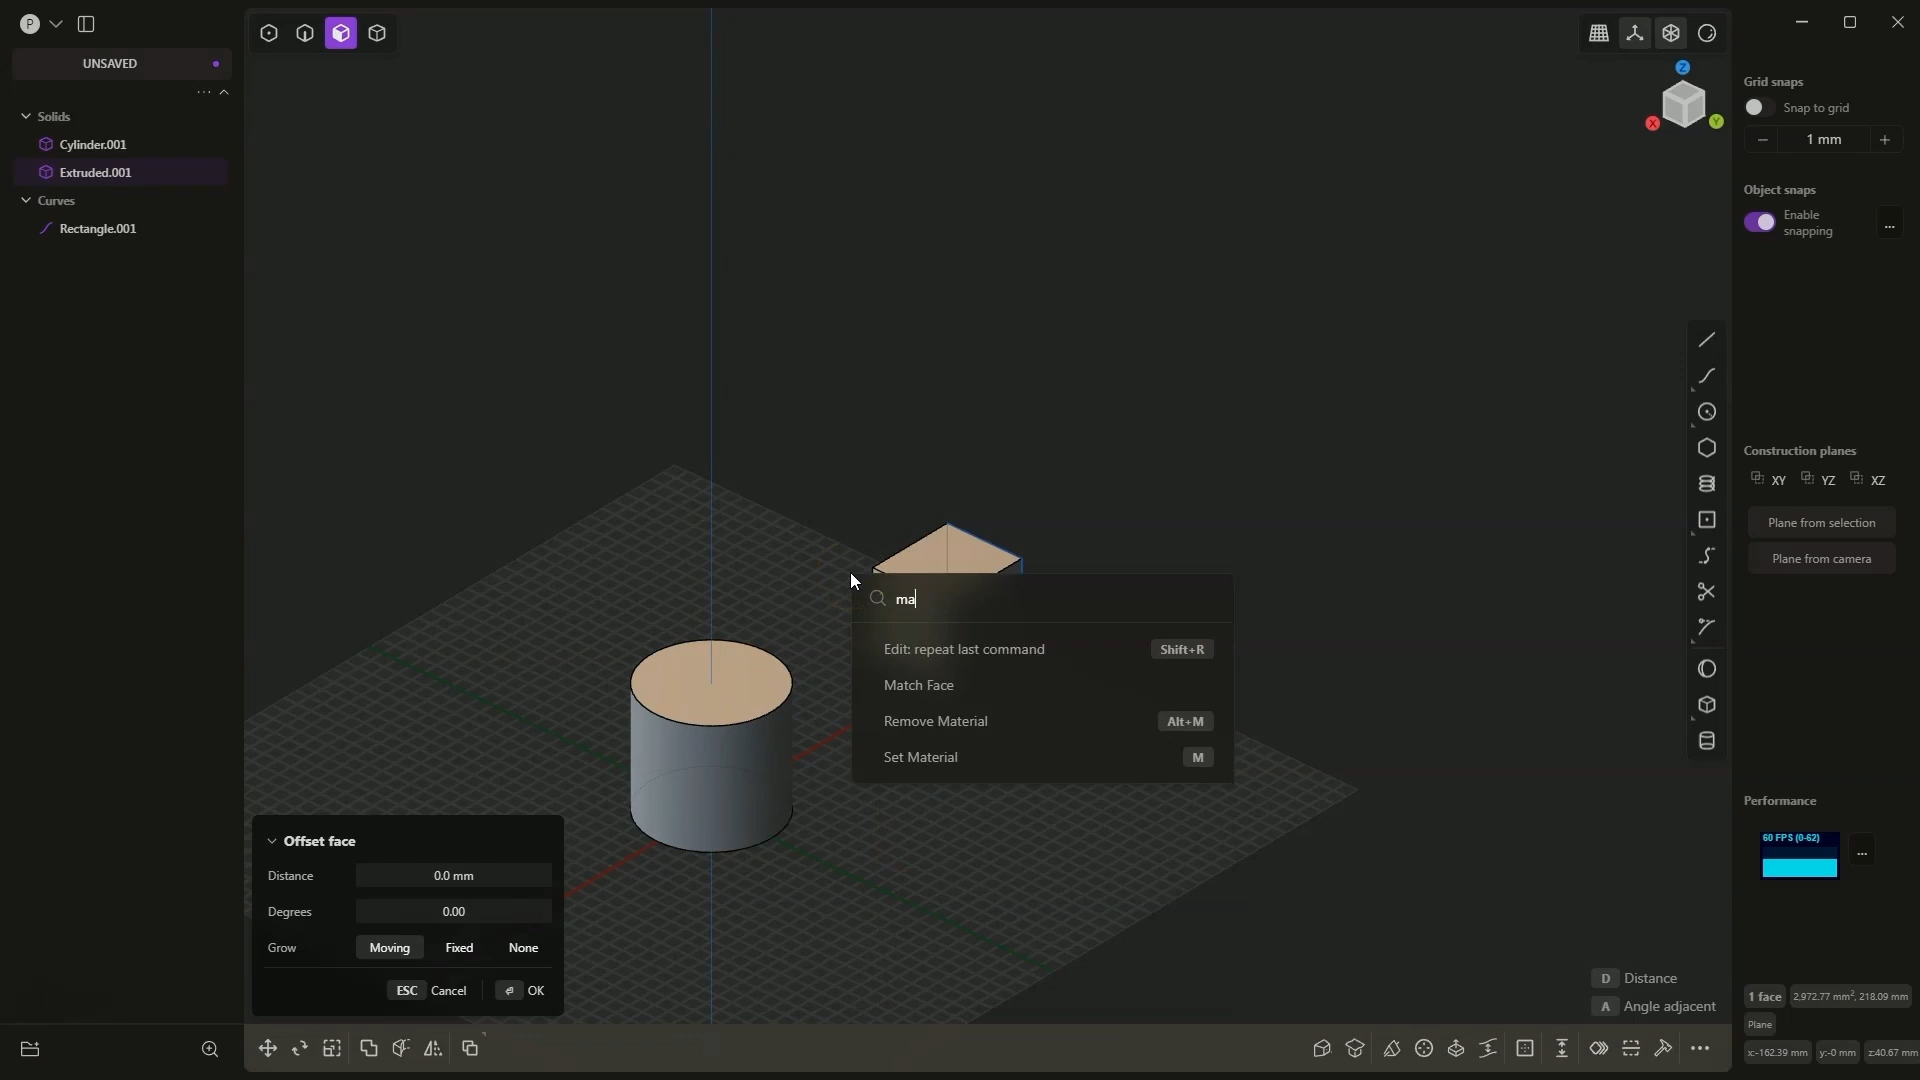 P
UNSAVED
Solids
Cylinder.001
Extruded.001
Curves
Rectangle.001
Z
X
Y
Grid snaps
Snap to grid
1 mm
Object snaps
Enable
snapping
...
Construction planes
XY YZ XZ
Plane from selection
Plane from camera
ma
Edit: repeat last command Shift+R
Match Face
Remove Material Alt+M
Set Material M
Performance
60 FPS (0-62)
...
Offset face
Distance 0.0 mm
Degrees 0.00
Grow Moving Fixed None
ESC Cancel OK
D Distance
A Angle adjacent
1 face 2,972.77 mm², 218.09 mm
Plane
x:-162.39 mm y:-0 mm z:40.67 mm